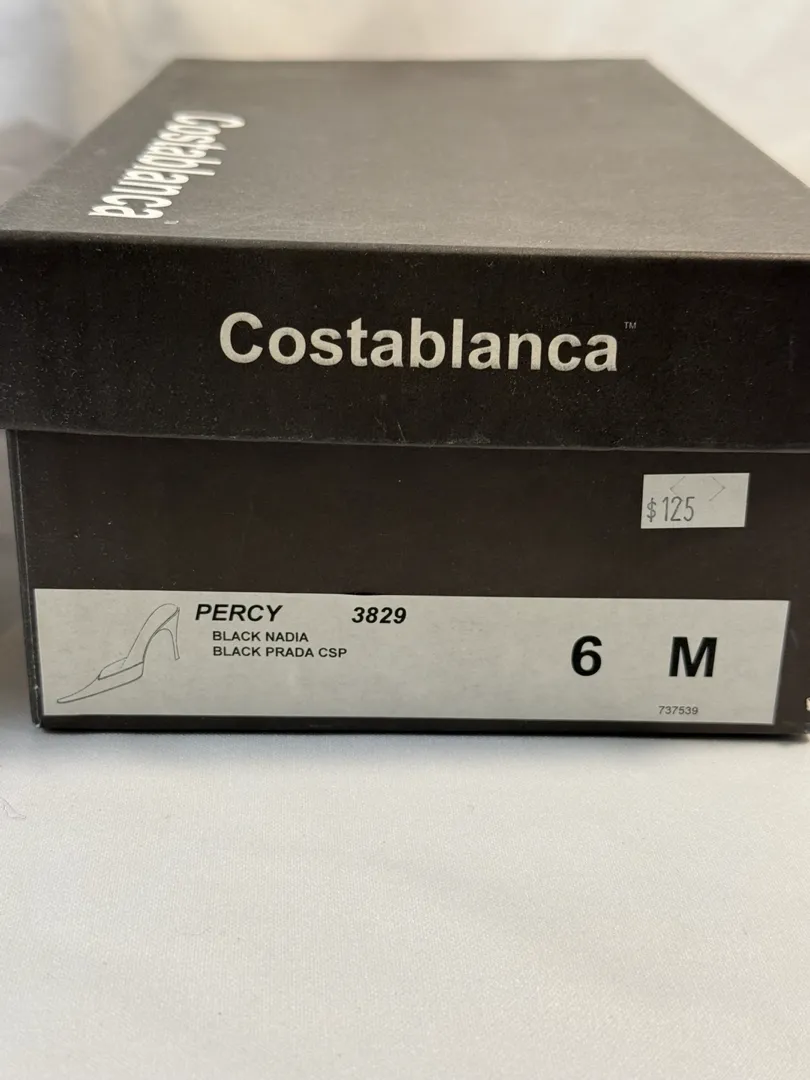 Costablanca
Costablanca™
$125
PERCY 3829
BLACK NADIA
BLACK PRADA CSP
6 M
737539